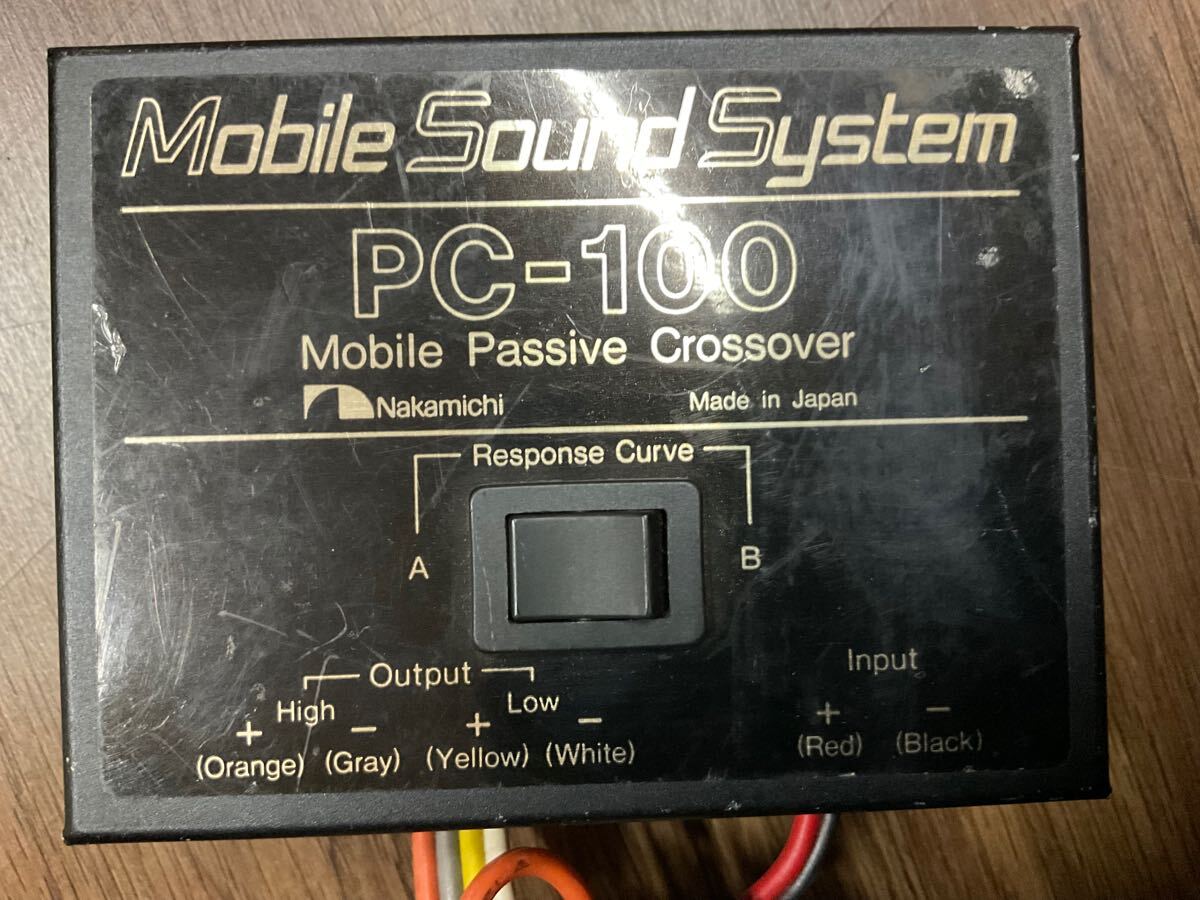 Mobile Sound System
PC-100
Mobile Passive Crossover
Nakamichi Made in Japan
Response Curve
A B
Output Input
High Low
+ − + − + −
(Orange) (Gray) (Yellow) (White) (Red) (Black)